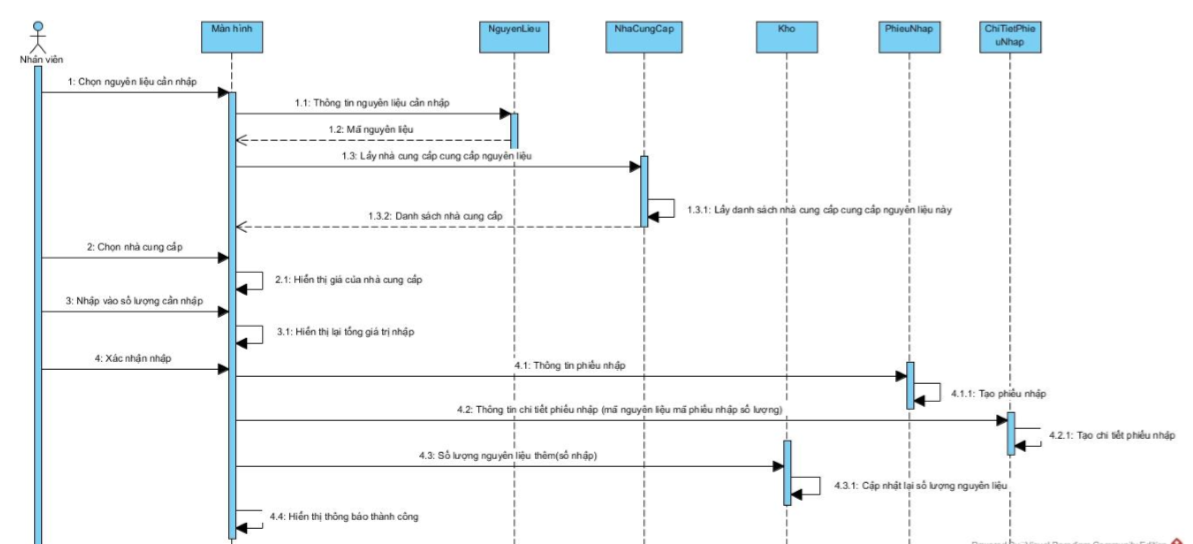 Màn hình
NguyenLieu
NhaCungCap
Kho
PhieuNhap
ChiTietPhie
uNhap
Nhân viên
1: Chọn nguyên liệu cần nhập
1.1: Thông tin nguyên liệu cần nhập
1.2: Mã nguyên liệu
1.3: Lấy nhà cung cấp cung cấp nguyên liệu
1.3.1: Lấy danh sách nhà cung cấp cung cấp nguyên liệu này
1.3.2: Danh sách nhà cung cấp
2: Chọn nhà cung cấp
2.1: Hiển thị giá của nhà cung cấp
3: Nhập vào số lượng cần nhập
3.1: Hiển thị lại tổng giá trị nhập
4: Xác nhận nhập
4.1: Thông tin phiếu nhập
4.1.1: Tạo phiếu nhập
4.2: Thông tin chi tiết phiếu nhập (mã nguyên liệu mã phiếu nhập số lượng)
4.2.1: Tạo chi tiết phiếu nhập
4.3: Số lượng nguyên liệu thêm(số nhập)
4.3.1: Cập nhật lại số lượng nguyên liệu
4.4: Hiển thị thông báo thành công